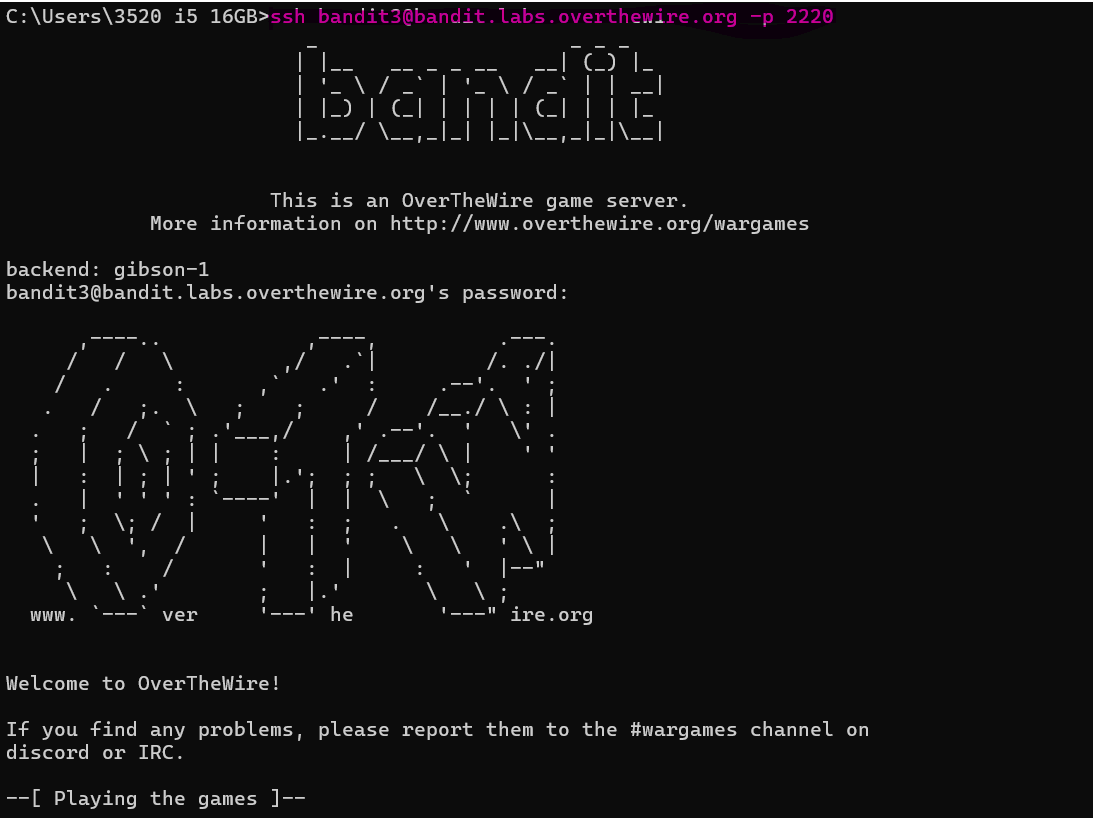 C:\Users\3520 i5 16GB>ssh bandit3@bandit.labs.overthewire.org -p 2220
bandit
This is an OverTheWire game server.
More information on http://www.overthewire.org/wargames
backend: gibson-1
bandit3@bandit.labs.overthewire.org's password:
www. ver he ire.org
Welcome to OverTheWire!
If you find any problems, please report them to the #wargames channel on
discord or IRC.
--[ Playing the games ]--